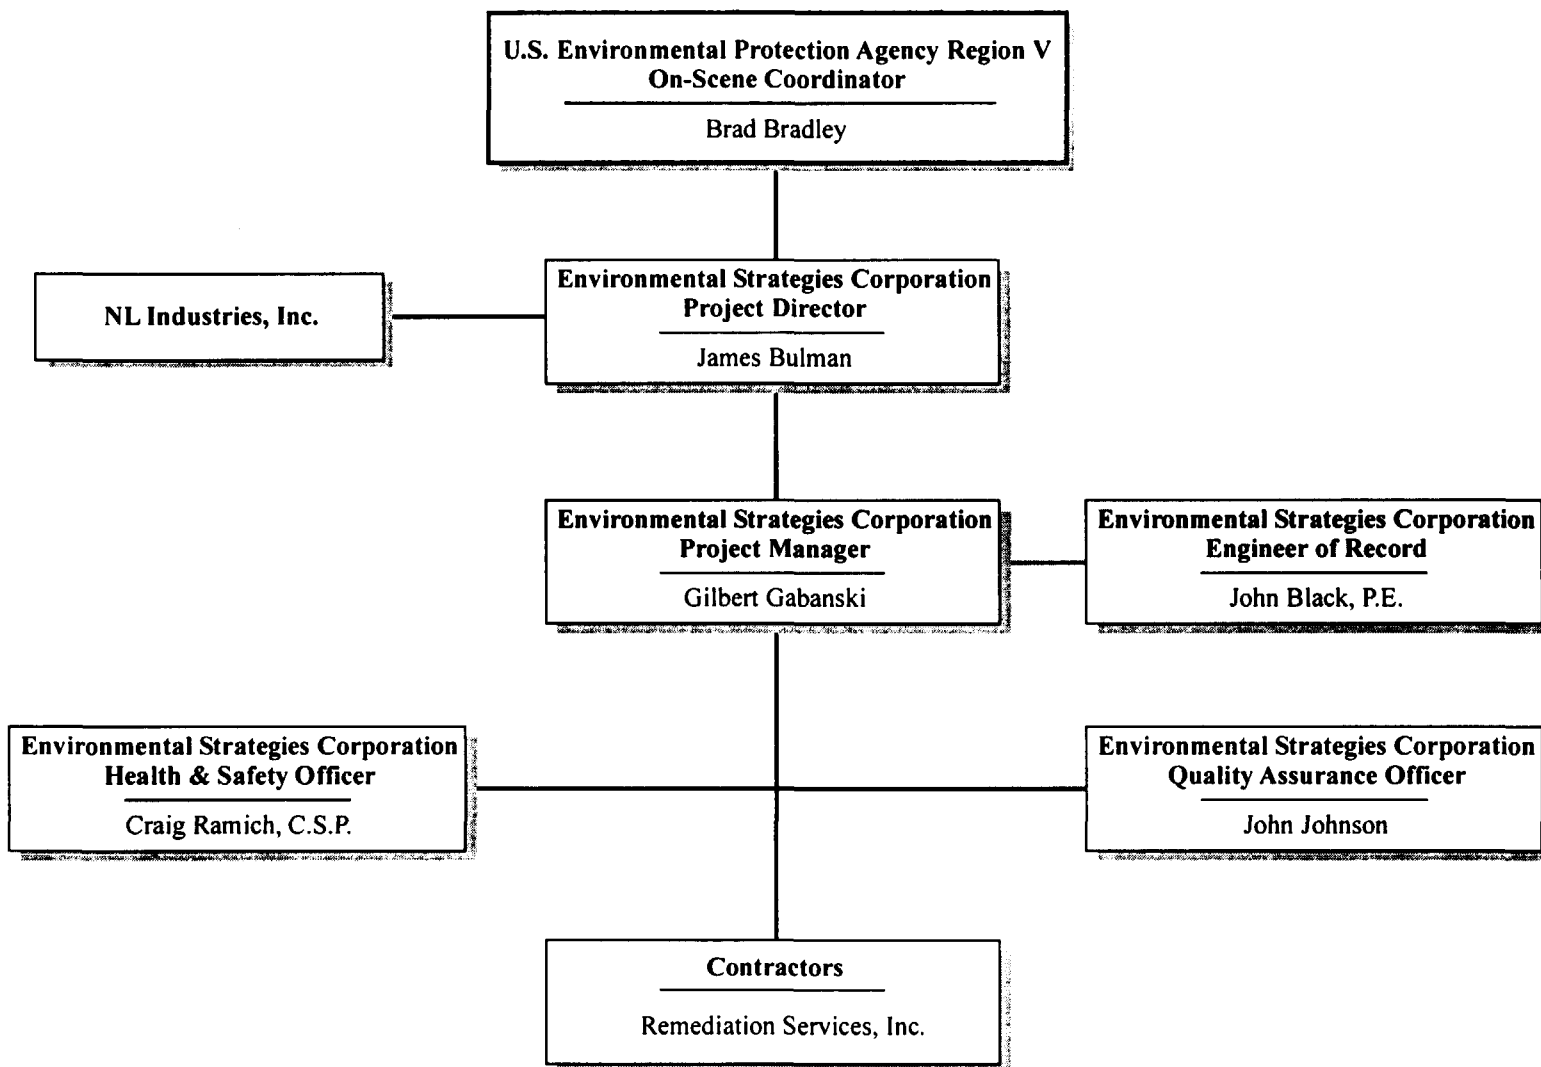 U.S. Environmental Protection Agency Region V
On-Scene Coordinator
Brad Bradley
NL Industries, Inc.
Environmental Strategies Corporation
Project Director
James Bulman
Environmental Strategies Corporation
Project Manager
Gilbert Gabanski
Environmental Strategies Corporation
Engineer of Record
John Black, P.E.
Environmental Strategies Corporation
Health & Safety Officer
Craig Ramich, C.S.P.
Environmental Strategies Corporation
Quality Assurance Officer
John Johnson
Contractors
Remediation Services, Inc.